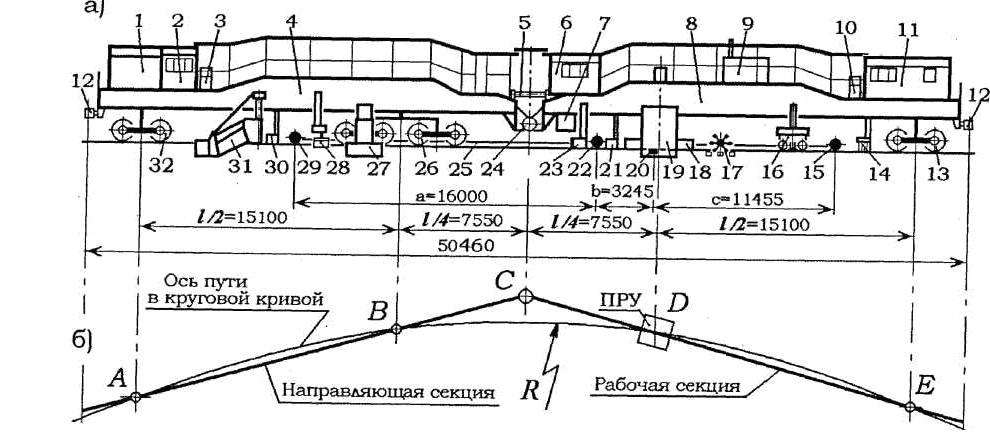 а)
1 2 3 4 5 6 7 8 9 10 11
12 12
32 31 30 29 28 27 26 25 24 23 22 21 20 19 18 17 16 15 14 13
a=16000 b=3245 c=11455
l/2=15100 l/4=7550 l/4=7550 l/2=15100
50460
Ось пути
в круговой кривой
C
ПРУ D
B
б)
A
Направляющая секция
R
Рабочая секция
E